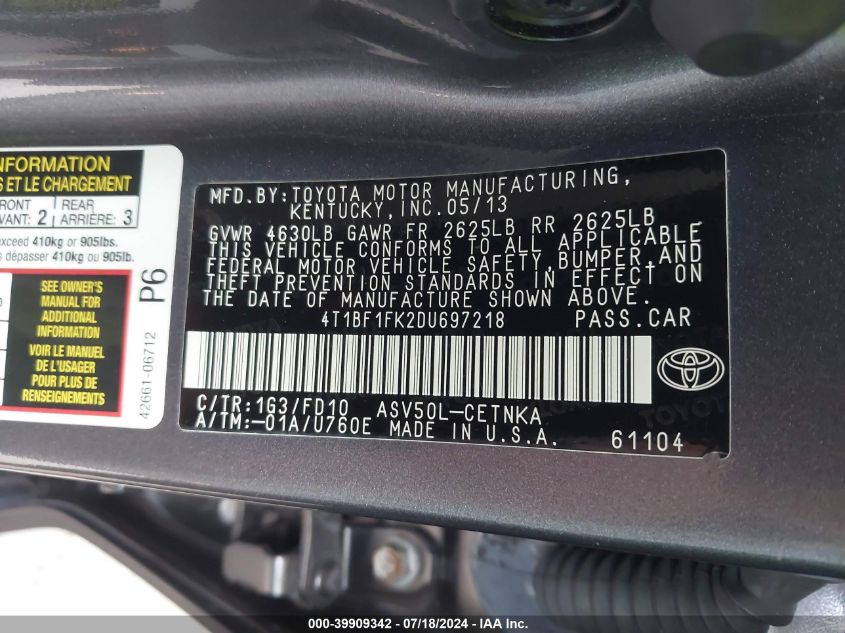 NFORMATION
S ET LE CHARGEMENT
FRONT
VANT: 2
REAR
ARRIÈRE: 3
exceed 410kg or 905lbs.
s dépasser 410kg ou 905lb.
SEE OWNER'S
MANUAL FOR
ADDITIONAL
INFORMATION
VOIR LE MANUEL
DE L'USAGER
POUR PLUS DE
RENSEIGNEMENTS
P6
42661-06712
MFD.BY:TOYOTA MOTOR MANUFACTURING,
KENTUCKY,INC.05/13
GVWR 4630LB GAWR FR 2625LB RR 2625LB
THIS VEHICLE CONFORMS TO ALL APPLICABLE
FEDERAL MOTOR VEHICLE SAFETY,BUMPER,AND
THEFT PREVENTION STANDARDS IN EFFECT ON
THE DATE OF MANUFACTURE SHOWN ABOVE.
4T1BF1FK2DU697218 PASS.CAR
C/TR:1G3/FD10 ASV50L-CETNKA
A/TM:-01A/U760E MADE IN U.S.A. 61104
000-39909342 - 07/18/2024 - IAA Inc.